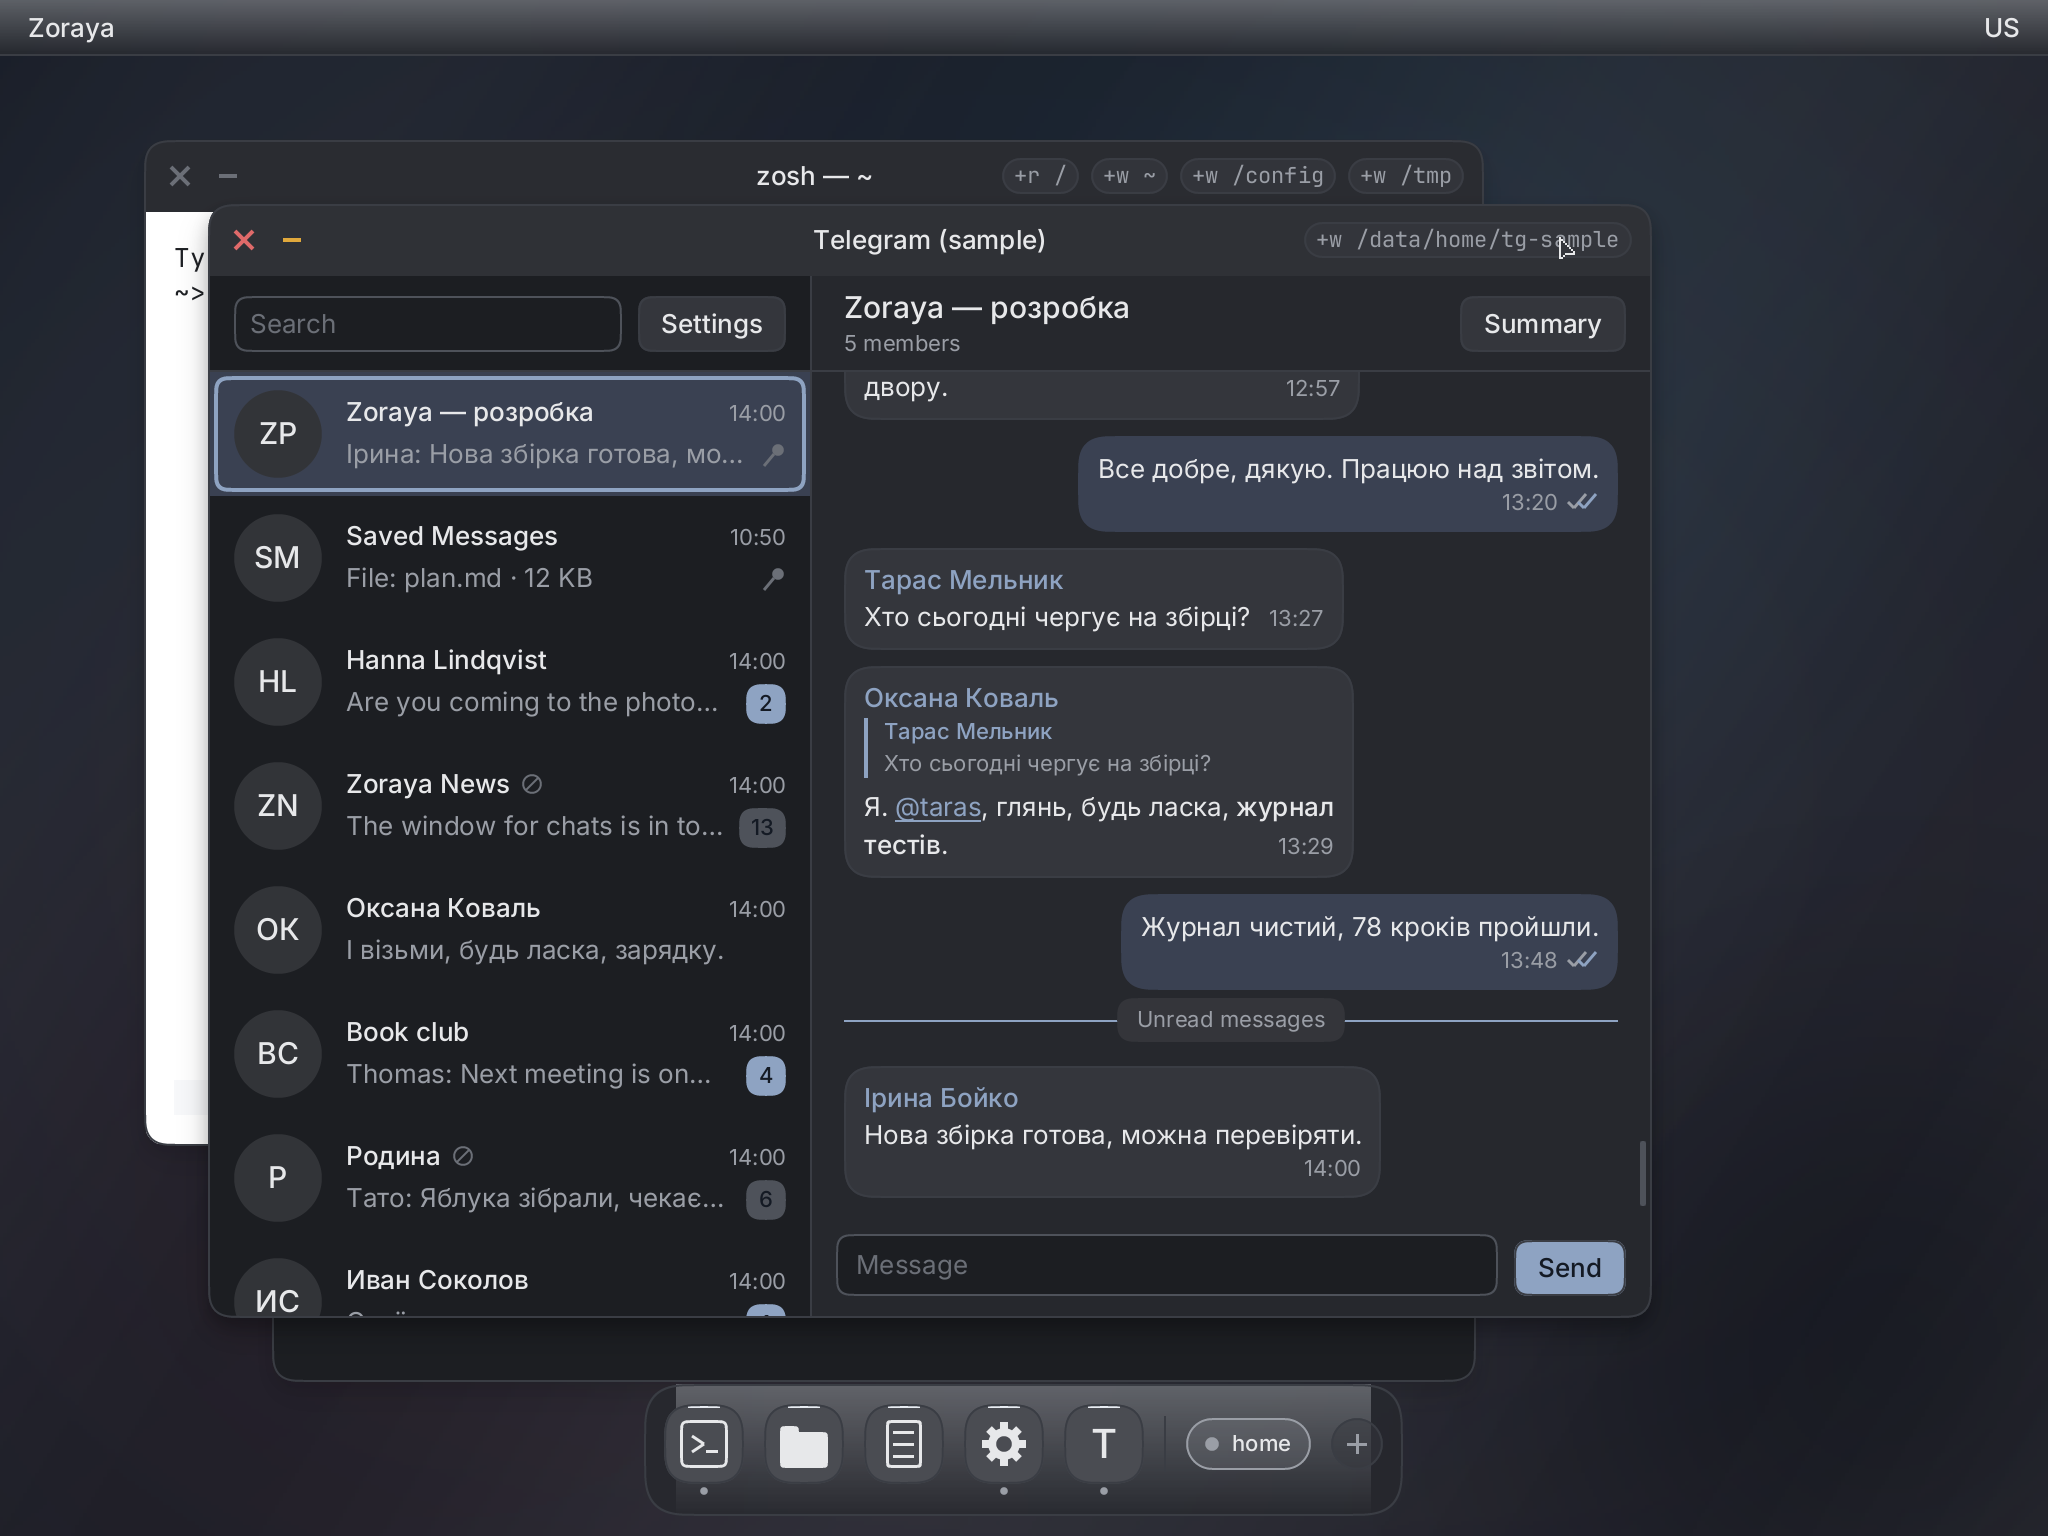 Zoraya
US
zosh — ~
+r /
+w ~
+w /config
+w /tmp
Ty
~>
Telegram (sample)
+w /data/home/tg-sample
Search
Settings
Zoraya — розробка
14:00
Ірина: Нова збірка готова, мо...
Saved Messages
10:50
File: plan.md · 12 KB
Hanna Lindqvist
14:00
Are you coming to the photo...
2
Zoraya News
14:00
The window for chats is in to...
13
Оксана Коваль
14:00
І візьми, будь ласка, зарядку.
Book club
14:00
Thomas: Next meeting is on...
4
Родина
14:00
Тато: Яблука зібрали, чекає...
6
Иван Соколов
14:00
ZP
SM
HL
ZN
ОК
BC
Р
ИС
Zoraya — розробка
5 members
Summary
двору.
12:57
Все добре, дякую. Працюю над звітом.
13:20
Тарас Мельник
Хто сьогодні чергує на збірці?
13:27
Оксана Коваль
Тарас Мельник
Хто сьогодні чергує на збірці?
Я. @taras, глянь, будь ласка, журнал
тестів.
13:29
Журнал чистий, 78 кроків пройшли.
13:48
Unread messages
Ірина Бойко
Нова збірка готова, можна перевіряти.
14:00
Message
Send
>_
T
home
+